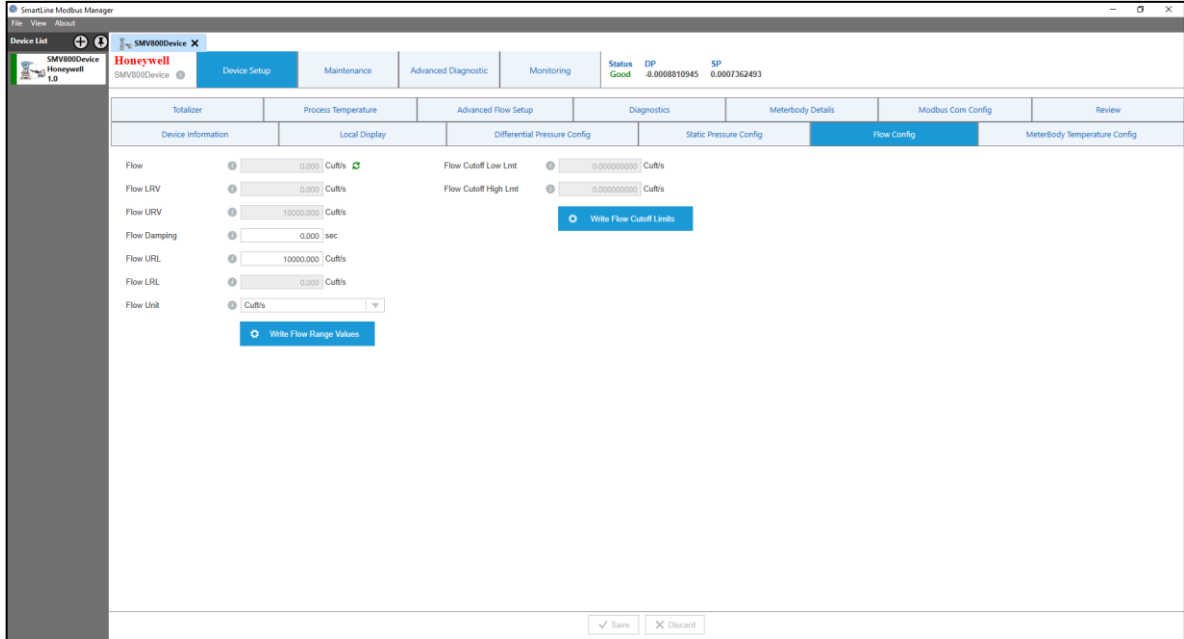 SmartLine Modbus Manager
File View About
Device List
SMV800Device
Honeywell
1.0
SMV800Device
Honeywell
SMV800Device
Device Setup
Maintenance
Advanced Diagnostic
Monitoring
Status DP SP
Good -0.0008810945 0.0007362493
Totalizer Process Temperature Advanced Flow Setup Diagnostics Meterbody Details Modbus Com Config Review
Device Information Local Display Differential Pressure Config Static Pressure Config Flow Config MeterBody Temperature Config
Flow 0.000 Cuft/s
Flow LRV 0.000 Cuft/s
Flow URV 10000.000 Cuft/s
Flow Damping 0.000 sec
Flow URL 10000.000 Cuft/s
Flow LRL 0.000 Cuft/s
Flow Unit Cuft/s
Write Flow Range Values
Flow Cutoff Low Lmt 0.000000000 Cuft/s
Flow Cutoff High Lmt 0.000000000 Cuft/s
Write Flow Cutoff Limits
Save Discard